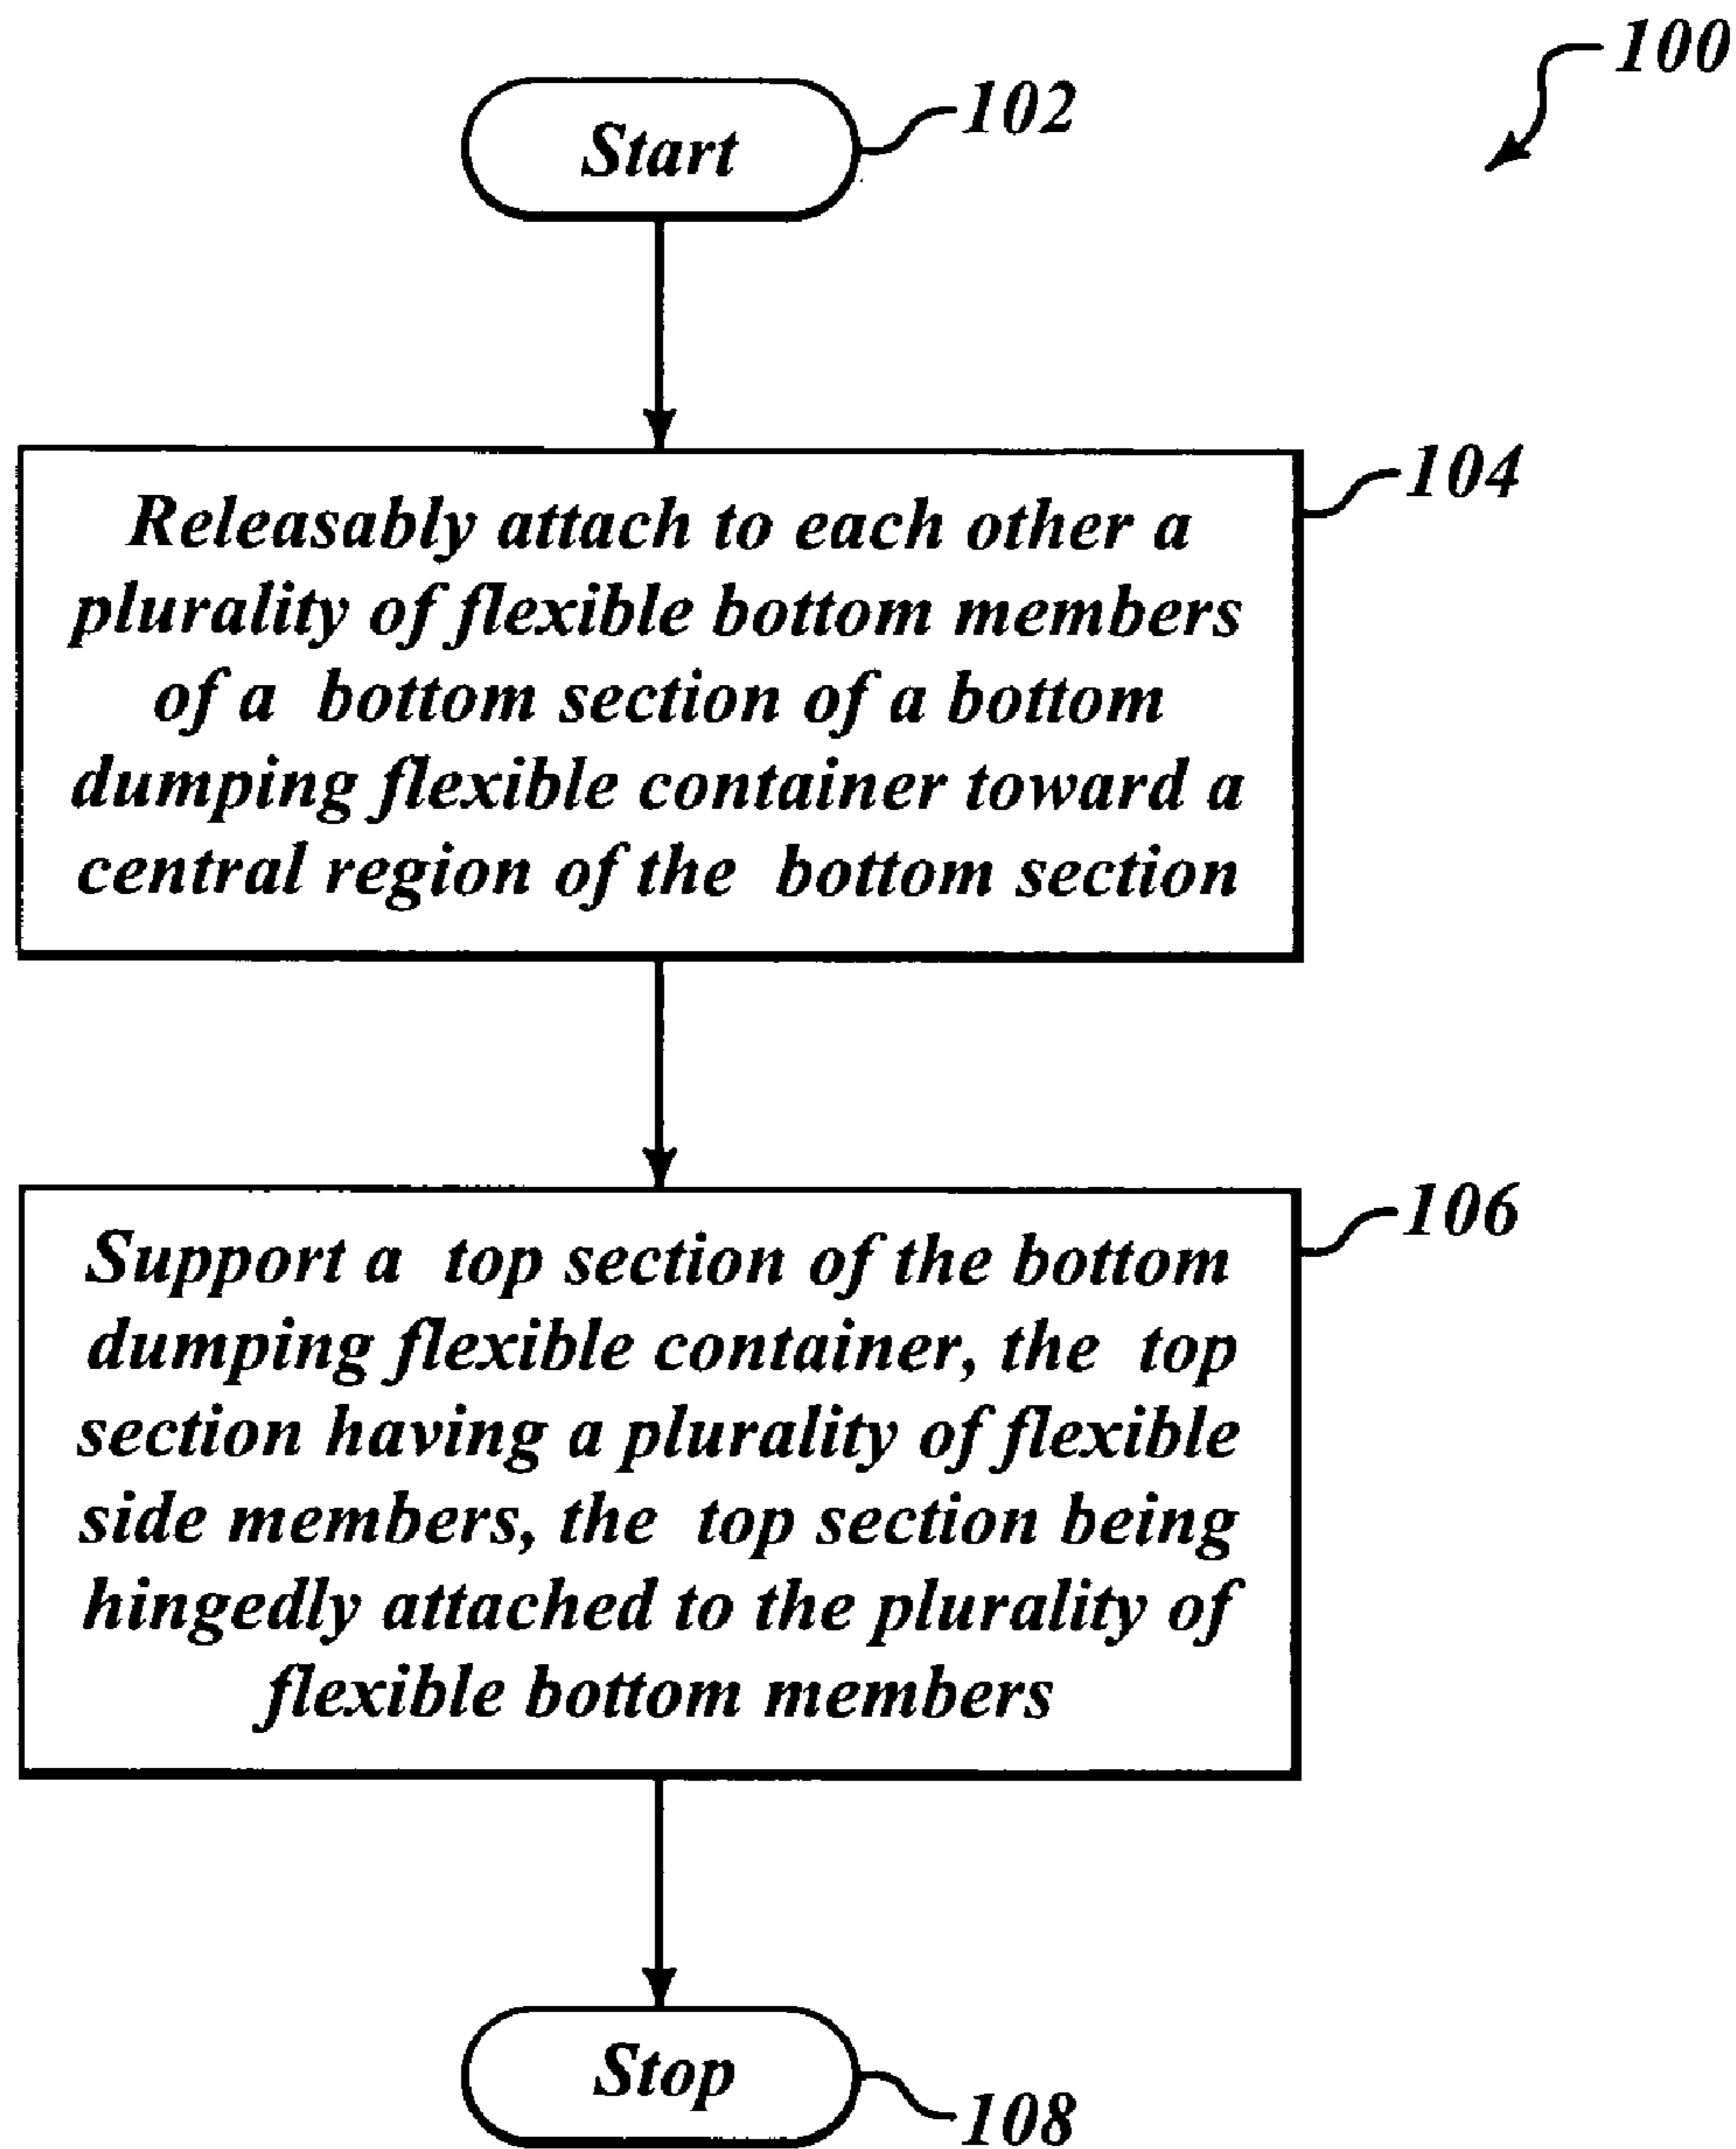 100
Start
102
Releasably attach to each other a
plurality of flexible bottom members
of a bottom section of a bottom
dumping flexible container toward a
central region of the bottom section
104
Support a top section of the bottom
dumping flexible container, the top
section having a plurality of flexible
side members, the top section being
hingedly attached to the plurality of
flexible bottom members
106
Stop
108